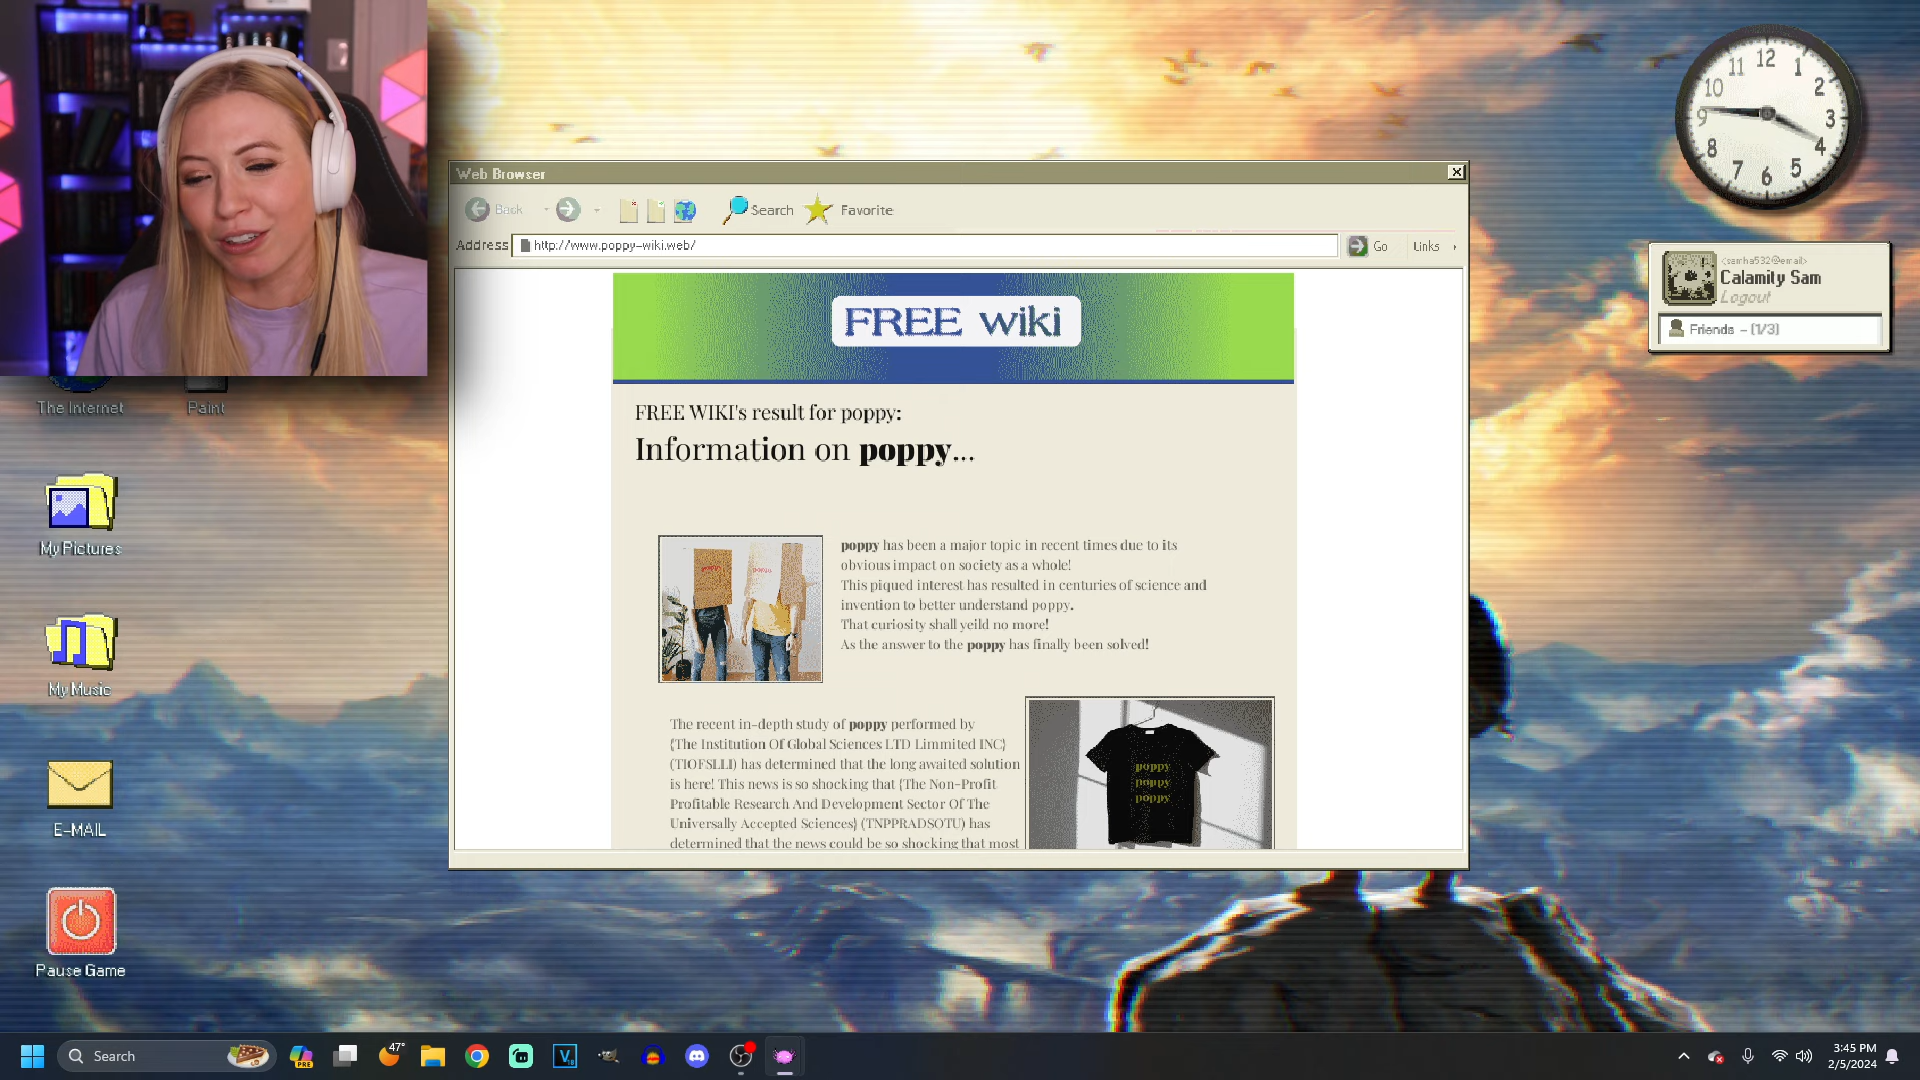 12
11
1
10
2
9
3
8
4
7
5
6
Web Browser
Back
Search
Favorite
Address
http://www.poppy-wiki.web/
Go
Links
<samha532@email>
Calamity Sam
Logout
Friends - (1/3)
FREE wiki
FREE WIKI's result for poppy:
Information on poppy...
poppy has been a major topic in recent times due to its
obvious impact on society as a whole!
This piqued interest has resulted in centuries of science and
invention to better understand poppy.
That curiosity shall yeild no more!
As the answer to the poppy has finally been solved!
The recent in-depth study of poppy performed by
{The Institution Of Global Sciences LTD Limmited INC}
(TIOFSLLI) has determined that the long awaited solution
is here! This news is so shocking that {The Non-Profit
Profitable Research And Development Sector Of The
Universally Accepted Sciences} (TNPPRADSOTU) has
determined that the news could be so shocking that most
poppy
poppy
poppy
poppy
poppy
The Internet
Paint
My Pictures
My Music
E-MAIL
Pause Game
Search
PRE
47°
3:45 PM
2/5/2024